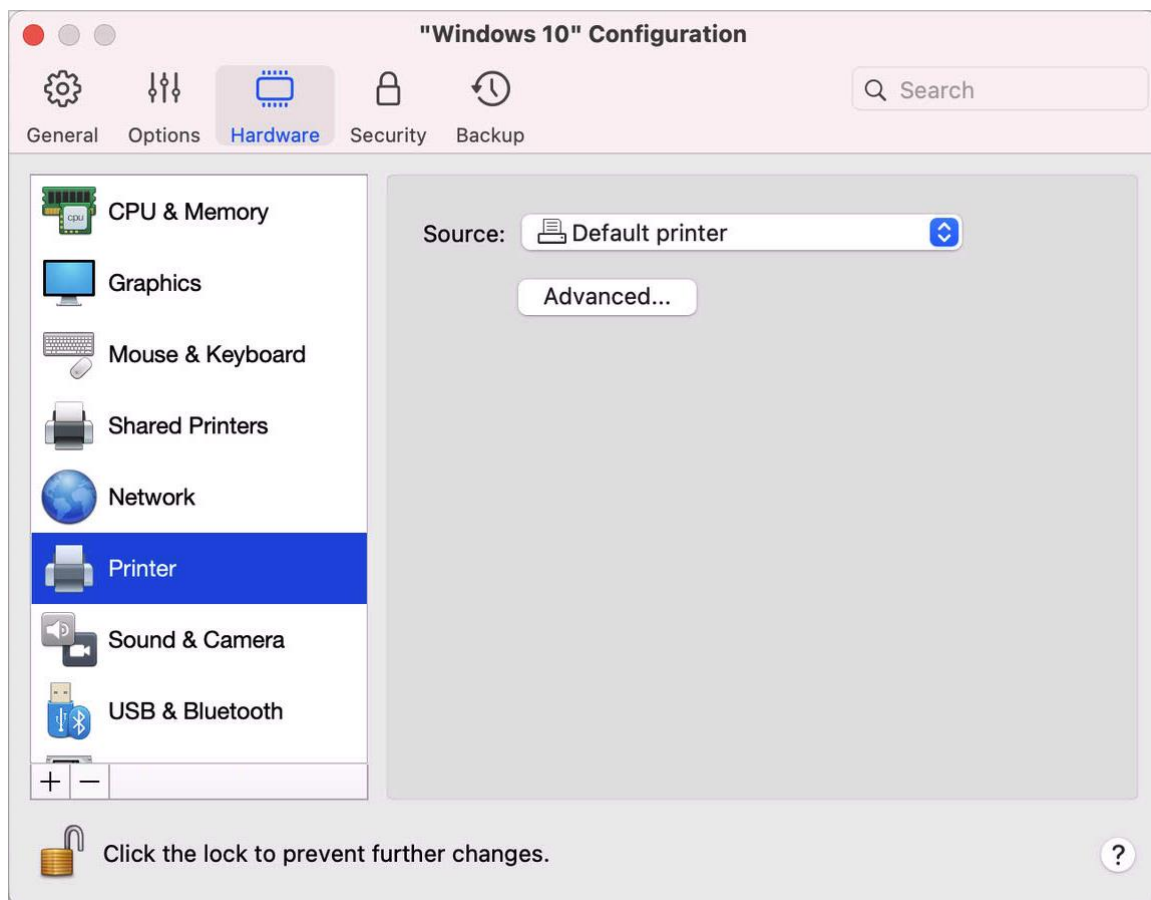 "Windows 10" Configuration
General Options Hardware Security Backup
Search
CPU & Memory
Graphics
Mouse & Keyboard
Shared Printers
Network
Printer
Sound & Camera
USB & Bluetooth
Source: Default printer
Advanced...
+ −
Click the lock to prevent further changes.
?
cpu